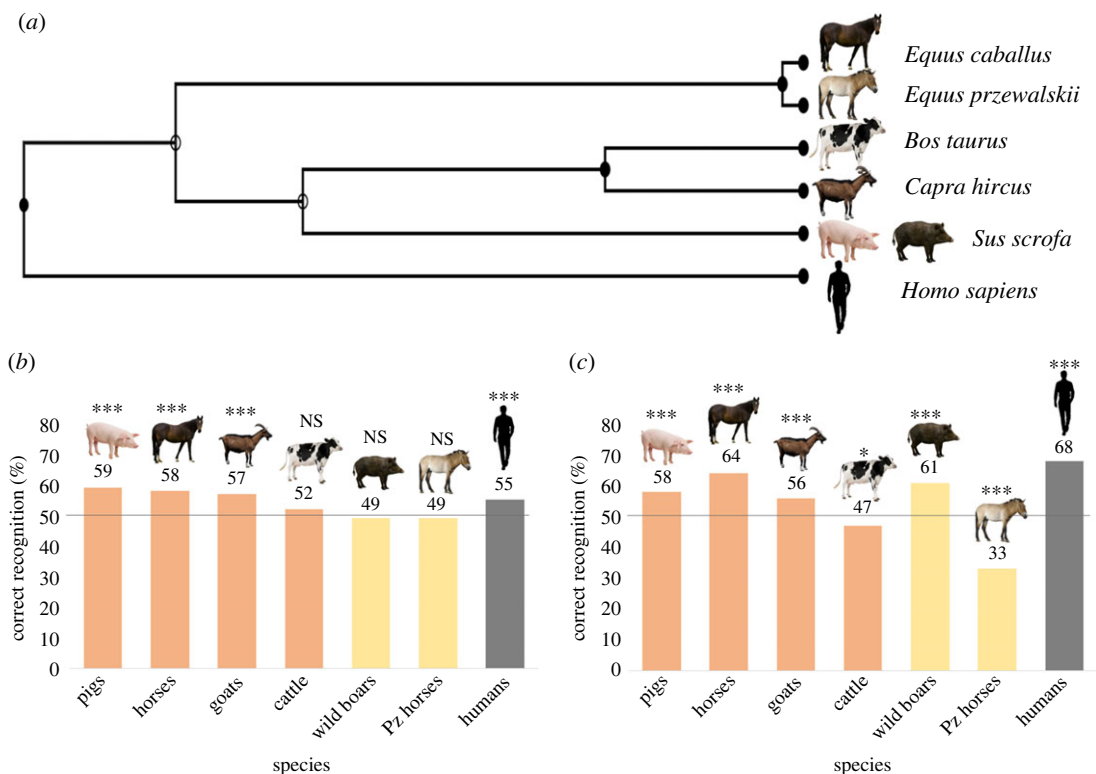 (a)
Equus caballus
Equus przewalskii
Bos taurus
Capra hircus
Sus scrofa
Homo sapiens
(b)
correct recognition (%)
80
70
60
50
40
30
20
10
0
*** *** *** NS NS NS ***
59 58 57 52 49 49 55
pigs horses goats cattle wild boars Pz horses humans
species
(c)
correct recognition (%)
80
70
60
50
40
30
20
10
0
*** *** *** * *** *** ***
58 64 56 47 61 33 68
pigs horses goats cattle wild boars Pz horses humans
species